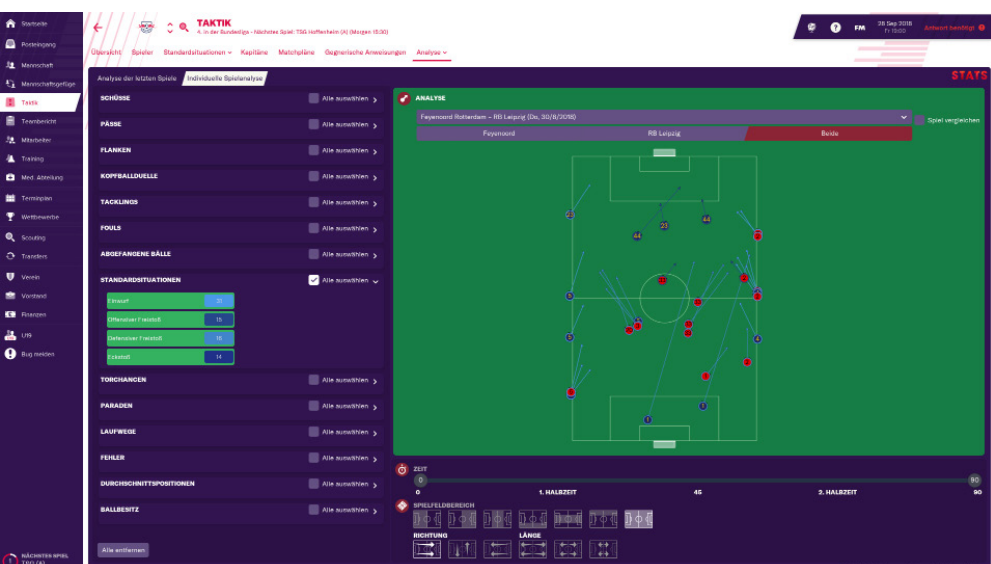 Startseite
Posteingang
Mannschaft
Mannschaftsgefüge
Taktik
Teambericht
Mitarbeiter
Training
Med. Abteilung
Terminplan
Wettbewerbe
Scouting
Transfers
Verein
Vorstand
Finanzen
U19
Bug melden
NÄCHSTES SPIEL
TAKTIK
4. in der Bundesliga - Nächstes Spiel: TSG Hoffenheim (A) (Morgen 15:30)
FM
28 Sep 2018
Fr 15:00
Antwort benötigt
Übersicht Spieler Standardsituationen Kapitäne Matchpläne Gegnerische Anweisungen Analyse
Analyse der letzten Spiele Individuelle Spielanalyse
STATS
SCHÜSSE Alle auswählen
PÄSSE Alle auswählen
FLANKEN Alle auswählen
KOPFBALLDUELLE Alle auswählen
TACKLINGS Alle auswählen
FOULS Alle auswählen
ABGEFANGENE BÄLLE Alle auswählen
STANDARDSITUATIONEN Alle auswählen
Einwurf 31
Offensiver Freistoß 15
Defensiver Freistoß 16
Eckstoß 14
TORCHANCEN Alle auswählen
PARADEN Alle auswählen
LAUFWEGE Alle auswählen
FEHLER Alle auswählen
DURCHSCHNITTSPOSITIONEN Alle auswählen
BALLBESITZ Alle auswählen
Alle entfernen
ANALYSE
Feyenoord Rotterdam - RB Leipzig (Do, 30/8/2018)
Spiel vergleichen
Feyenoord RB Leipzig Beide
44
23
44
ZEIT
0 90
0 1. HALBZEIT 45 2. HALBZEIT 90
SPIELFELDBEREICH
RICHTUNG LÄNGE